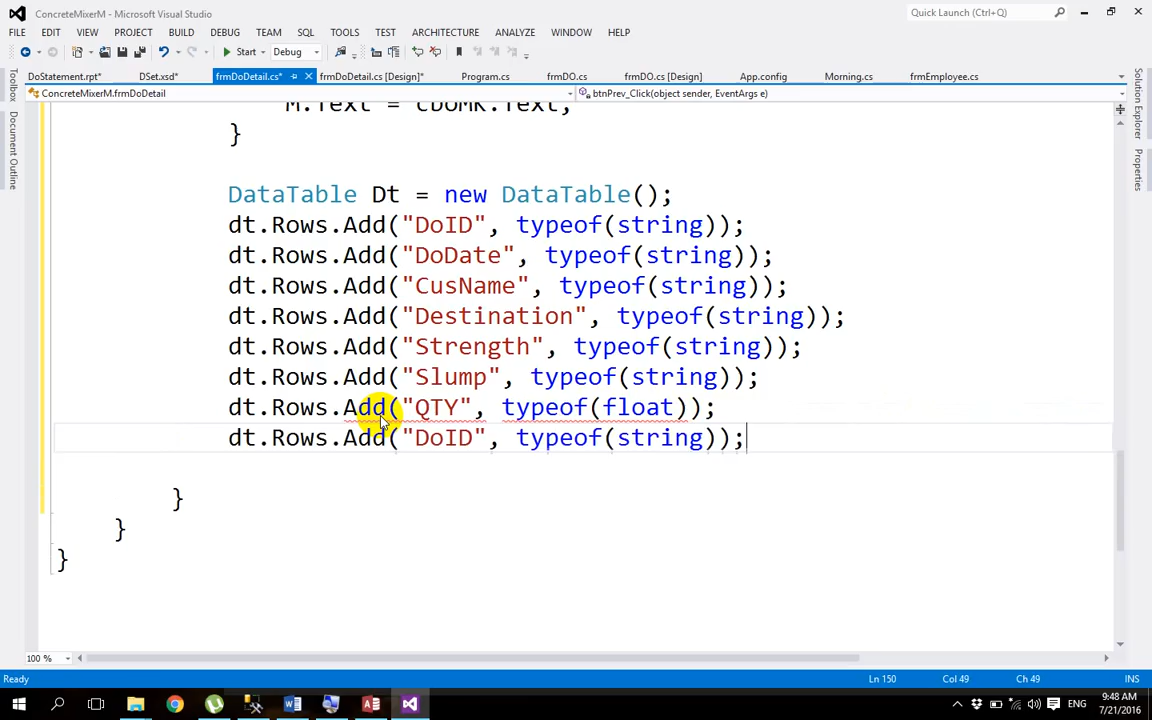 ConcreteMixerM - Microsoft Visual Studio
Quick Launch (Ctrl+Q)
FILE EDIT VIEW PROJECT BUILD DEBUG TEAM SQL TOOLS TEST ARCHITECTURE ANALYZE WINDOW HELP
Start Debug
DoStatement.rpt* DSet.xsd* frmDoDetail.cs* frmDoDetail.cs [Design]* Program.cs frmDO.cs frmDO.cs [Design] App.config Morning.cs frmEmployee.cs
ConcreteMixerM.frmDoDetail btnPrev_Click(object sender, EventArgs e)
Toolbox
Document Outline
Solution Explorer
Properties
M.Text = cboMK.Text;
}
DataTable Dt = new DataTable();
dt.Rows.Add("DoID", typeof(string));
dt.Rows.Add("DoDate", typeof(string));
dt.Rows.Add("CusName", typeof(string));
dt.Rows.Add("Destination", typeof(string));
dt.Rows.Add("Strength", typeof(string));
dt.Rows.Add("Slump", typeof(string));
dt.Rows.Add("QTY", typeof(float));
dt.Rows.Add("DoID", typeof(string));
}
}
}
100 %
Ready Ln 150 Col 49 Ch 49 INS
ENG 9:48 AM
7/21/2016